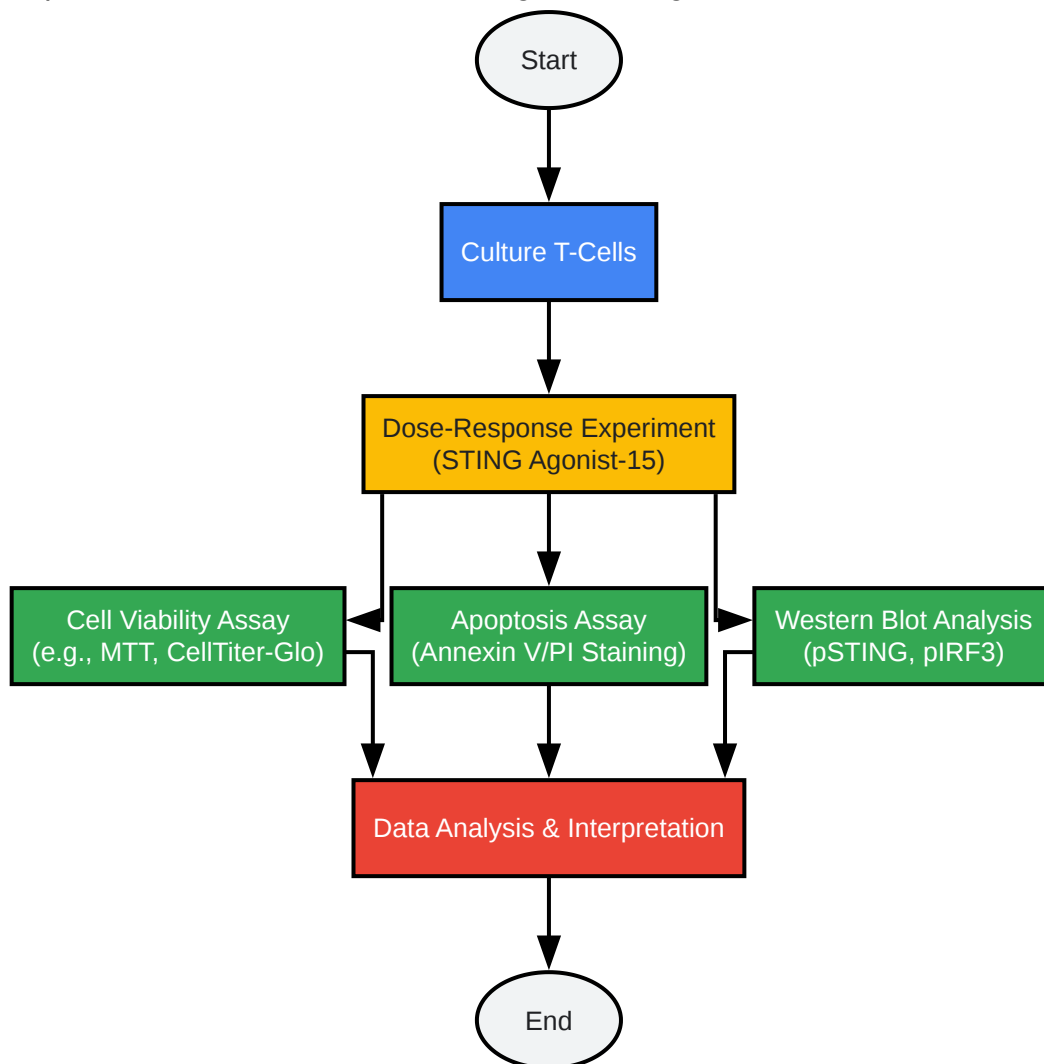 Start
Culture T-Cells
Dose-Response Experiment
(STING Agonist-15)
Cell Viability Assay
(e.g., MTT, CellTiter-Glo)
Apoptosis Assay
(Annexin V/PI Staining)
Western Blot Analysis
(pSTING, pIRF3)
Data Analysis & Interpretation
End